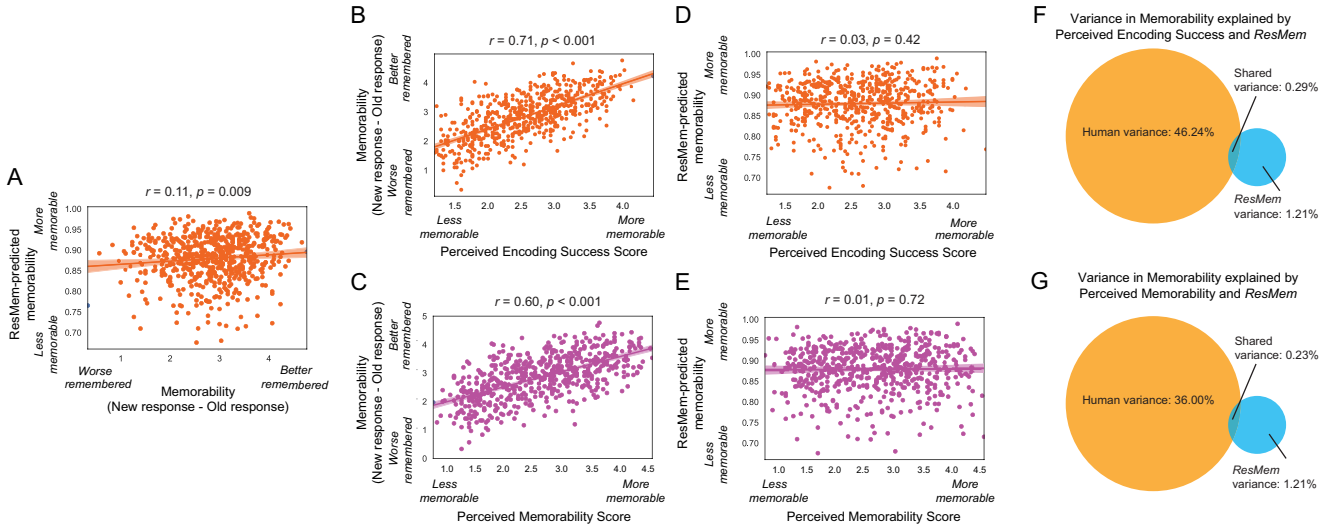 A
r = 0.11, p = 0.009
ResMem-predicted
memorability
More
memorable
Less
memorable
1.00
0.95
0.90
0.85
0.80
0.75
0.70
1
2
3
4
Worse
remembered
Better
remembered
Memorability
(New response - Old response)
B
r = 0.71, p < 0.001
Memorability
(New response - Old response)
Better
remembered
Worse
remembered
4
3
2
1
1.5
2.0
2.5
3.0
3.5
4.0
Less
memorable
More
memorable
Perceived Encoding Success Score
C
r = 0.60, p < 0.001
Memorability
(New response - Old response)
Better
remembered
Worse
remembered
5
4
3
2
1
0
1.0
1.5
2.0
2.5
3.0
3.5
4.0
4.5
Less
memorable
More
memorable
Perceived Memorability Score
D
r = 0.03, p = 0.42
ResMem-predicted
memorability
More
memorable
Less
memorable
1.00
0.95
0.90
0.85
0.80
0.75
0.70
1.5
2.0
2.5
3.0
3.5
4.0
Less
memorable
More
memorable
Perceived Encoding Success Score
E
r = 0.01, p = 0.72
ResMem-predicted
memorability
More
memorable
Less
memorable
1.00
0.95
0.90
0.85
0.80
0.75
0.70
1.0
1.5
2.0
2.5
3.0
3.5
4.0
4.5
Less
memorable
More
memorable
Perceived Memorability Score
F
Variance in Memorability explained by
Perceived Encoding Success and ResMem
Shared
variance: 0.29%
Human variance: 46.24%
ResMem
variance: 1.21%
G
Variance in Memorability explained by
Perceived Memorability and ResMem
Shared
variance: 0.23%
Human variance: 36.00%
ResMem
variance: 1.21%